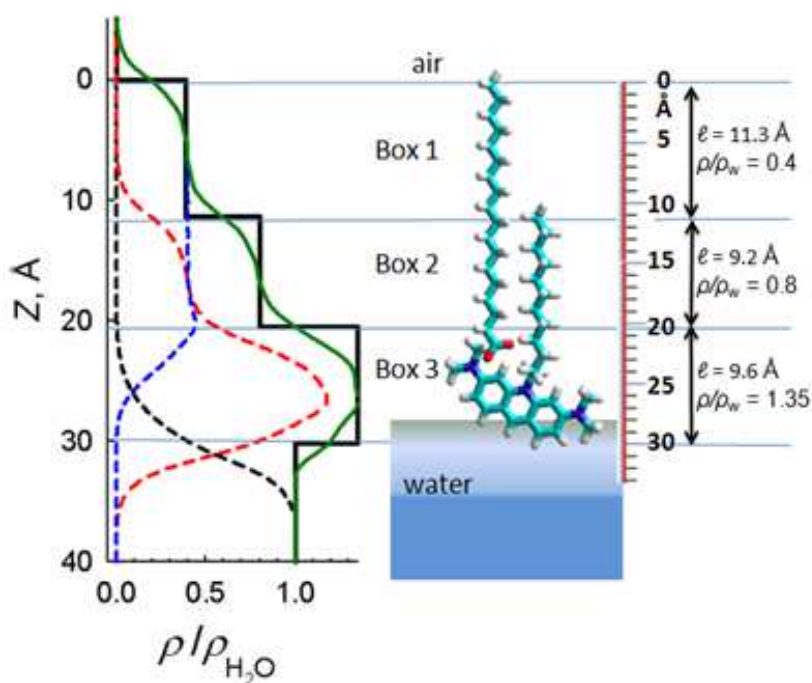 air
0
10
20
30
40
Z, Å
0.0 0.5 1.0
ρ/ρH₂O
Box 1
Box 2
Box 3
water
0
Å
5
10
15
20
25
30
ℓ = 11.3 Å
ρ/ρw = 0.4
ℓ = 9.2 Å
ρ/ρw = 0.8
ℓ = 9.6 Å
ρ/ρw = 1.35